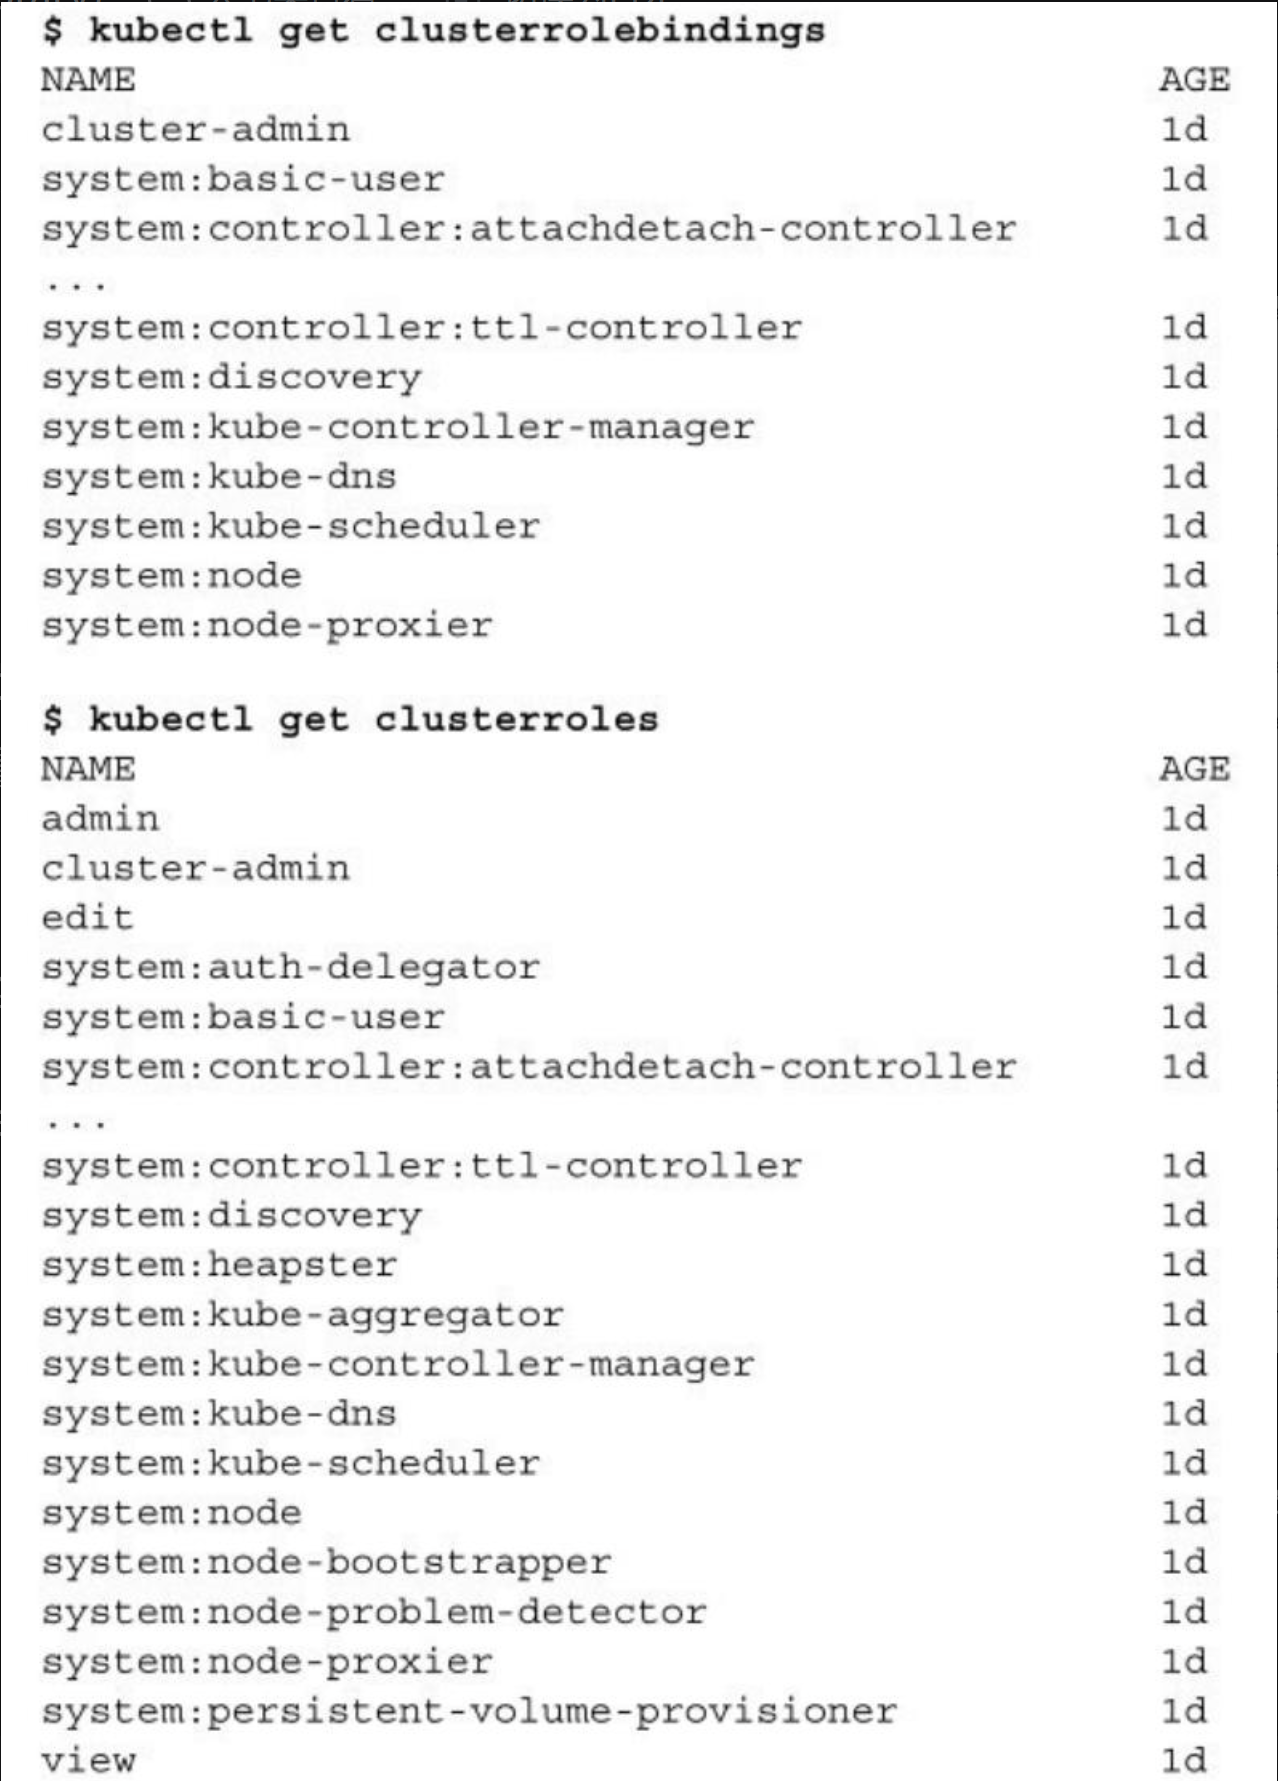 $ kubectl get clusterrolebindings
NAME AGE
cluster-admin 1d
system:basic-user 1d
system:controller:attachdetach-controller 1d
...
system:controller:ttl-controller 1d
system:discovery 1d
system:kube-controller-manager 1d
system:kube-dns 1d
system:kube-scheduler 1d
system:node 1d
system:node-proxier 1d
$ kubectl get clusterroles
NAME AGE
admin 1d
cluster-admin 1d
edit 1d
system:auth-delegator 1d
system:basic-user 1d
system:controller:attachdetach-controller 1d
...
system:controller:ttl-controller 1d
system:discovery 1d
system:heapster 1d
system:kube-aggregator 1d
system:kube-controller-manager 1d
system:kube-dns 1d
system:kube-scheduler 1d
system:node 1d
system:node-bootstrapper 1d
system:node-problem-detector 1d
system:node-proxier 1d
system:persistent-volume-provisioner 1d
view 1d